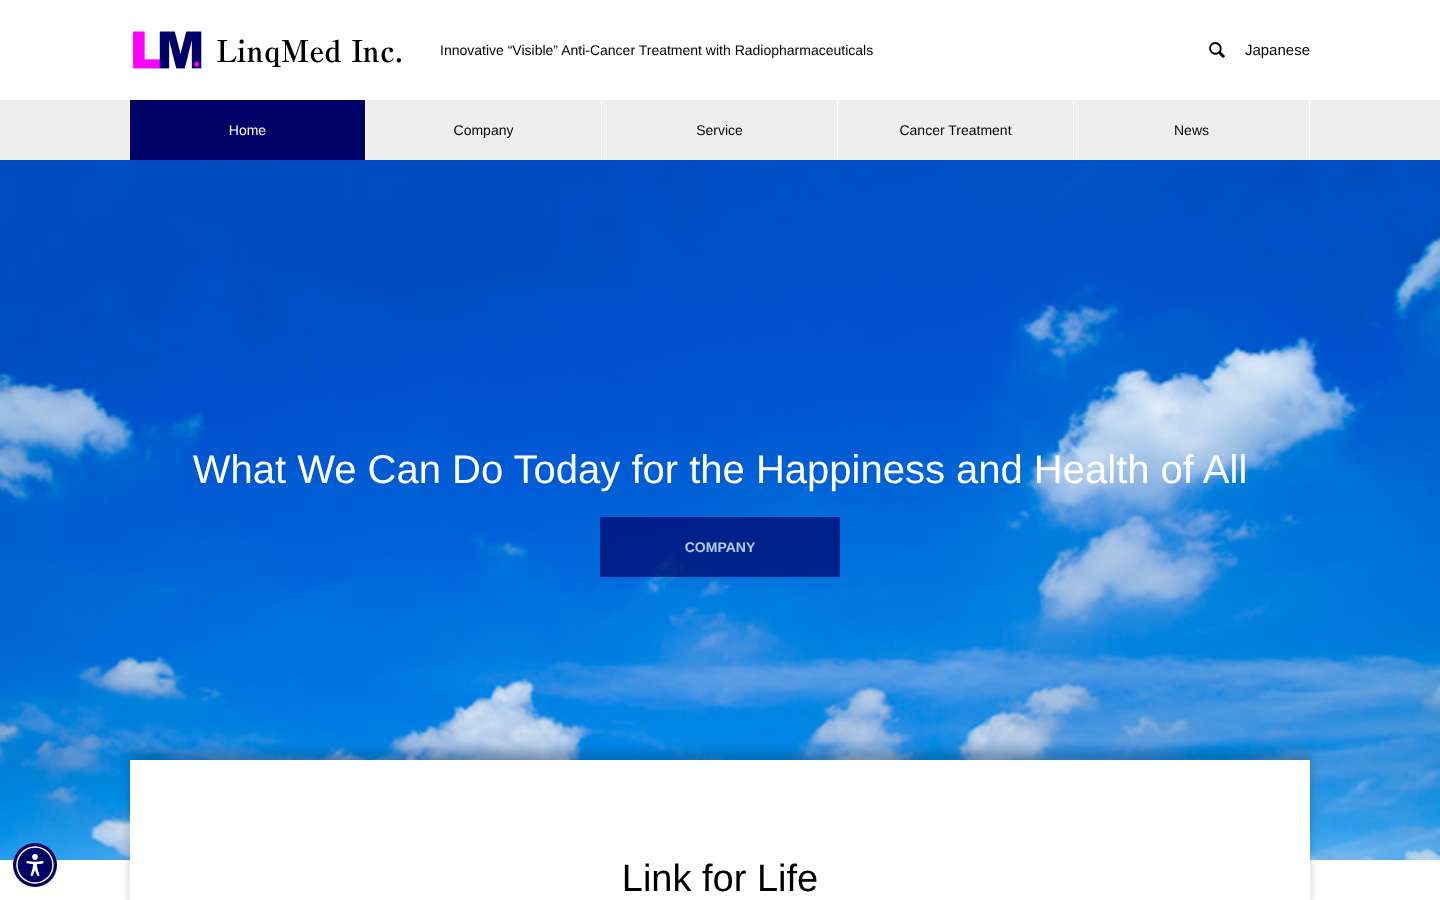 LM LinqMed Inc.
Innovative “Visible” Anti-Cancer Treatment with Radiopharmaceuticals
Japanese
Home
Company
Service
Cancer Treatment
News
What We Can Do Today for the Happiness and Health of All
COMPANY
Link for Life